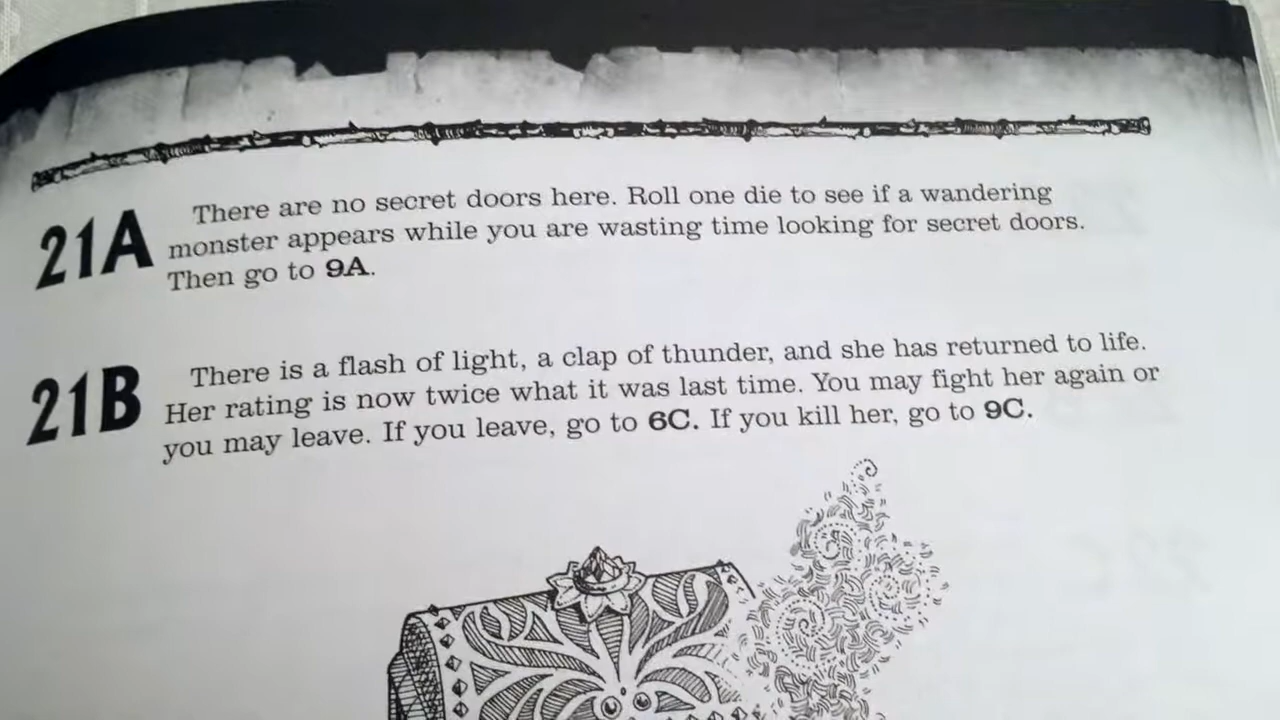 21A
There are no secret doors here. Roll one die to see if a wandering
monster appears while you are wasting time looking for secret doors.
Then go to 9A.
21B
There is a flash of light, a clap of thunder, and she has returned to life.
Her rating is now twice what it was last time. You may fight her again or
you may leave. If you leave, go to 6C. If you kill her, go to 9C.